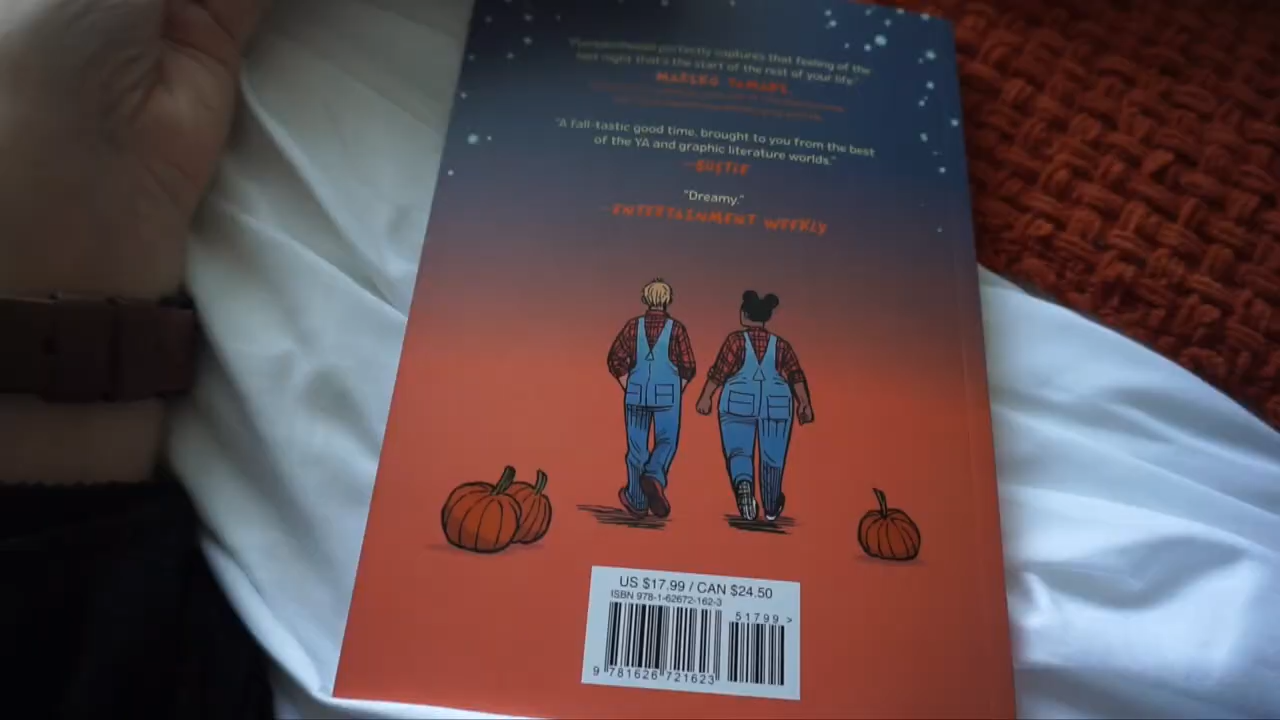 perfectly captures that feeling of the
last night that's the start of the rest of your life."
MARIKO TAMAKI
"A fall-tastic good time, brought to you from the best
of the YA and graphic literature worlds."
—BUSTLE
"Dreamy."
ENTERTAINMENT WEEKLY
US $17.99 / CAN $24.50
ISBN 978-1-62672-162-3
51799>
9 781626 721623